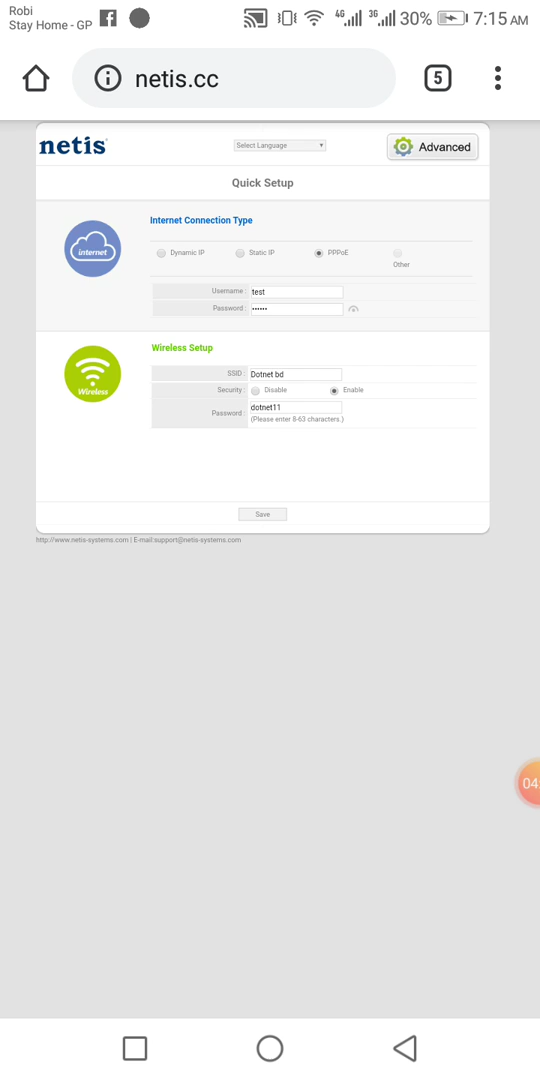 Robi
Stay Home - GP
4G 3G 30% 7:15 AM
netis.cc
5
netis
Select Language
Advanced
Quick Setup
internet
Internet Connection Type
Dynamic IP
Static IP
PPPoE
Other
Username :
test
Password :
••••••
Wireless
Wireless Setup
SSID :
Dotnet bd
Security :
Disable
Enable
Password :
dotnet11
(Please enter 8-63 characters.)
Save
http://www.netis-systems.com | E-mail:support@netis-systems.com
04